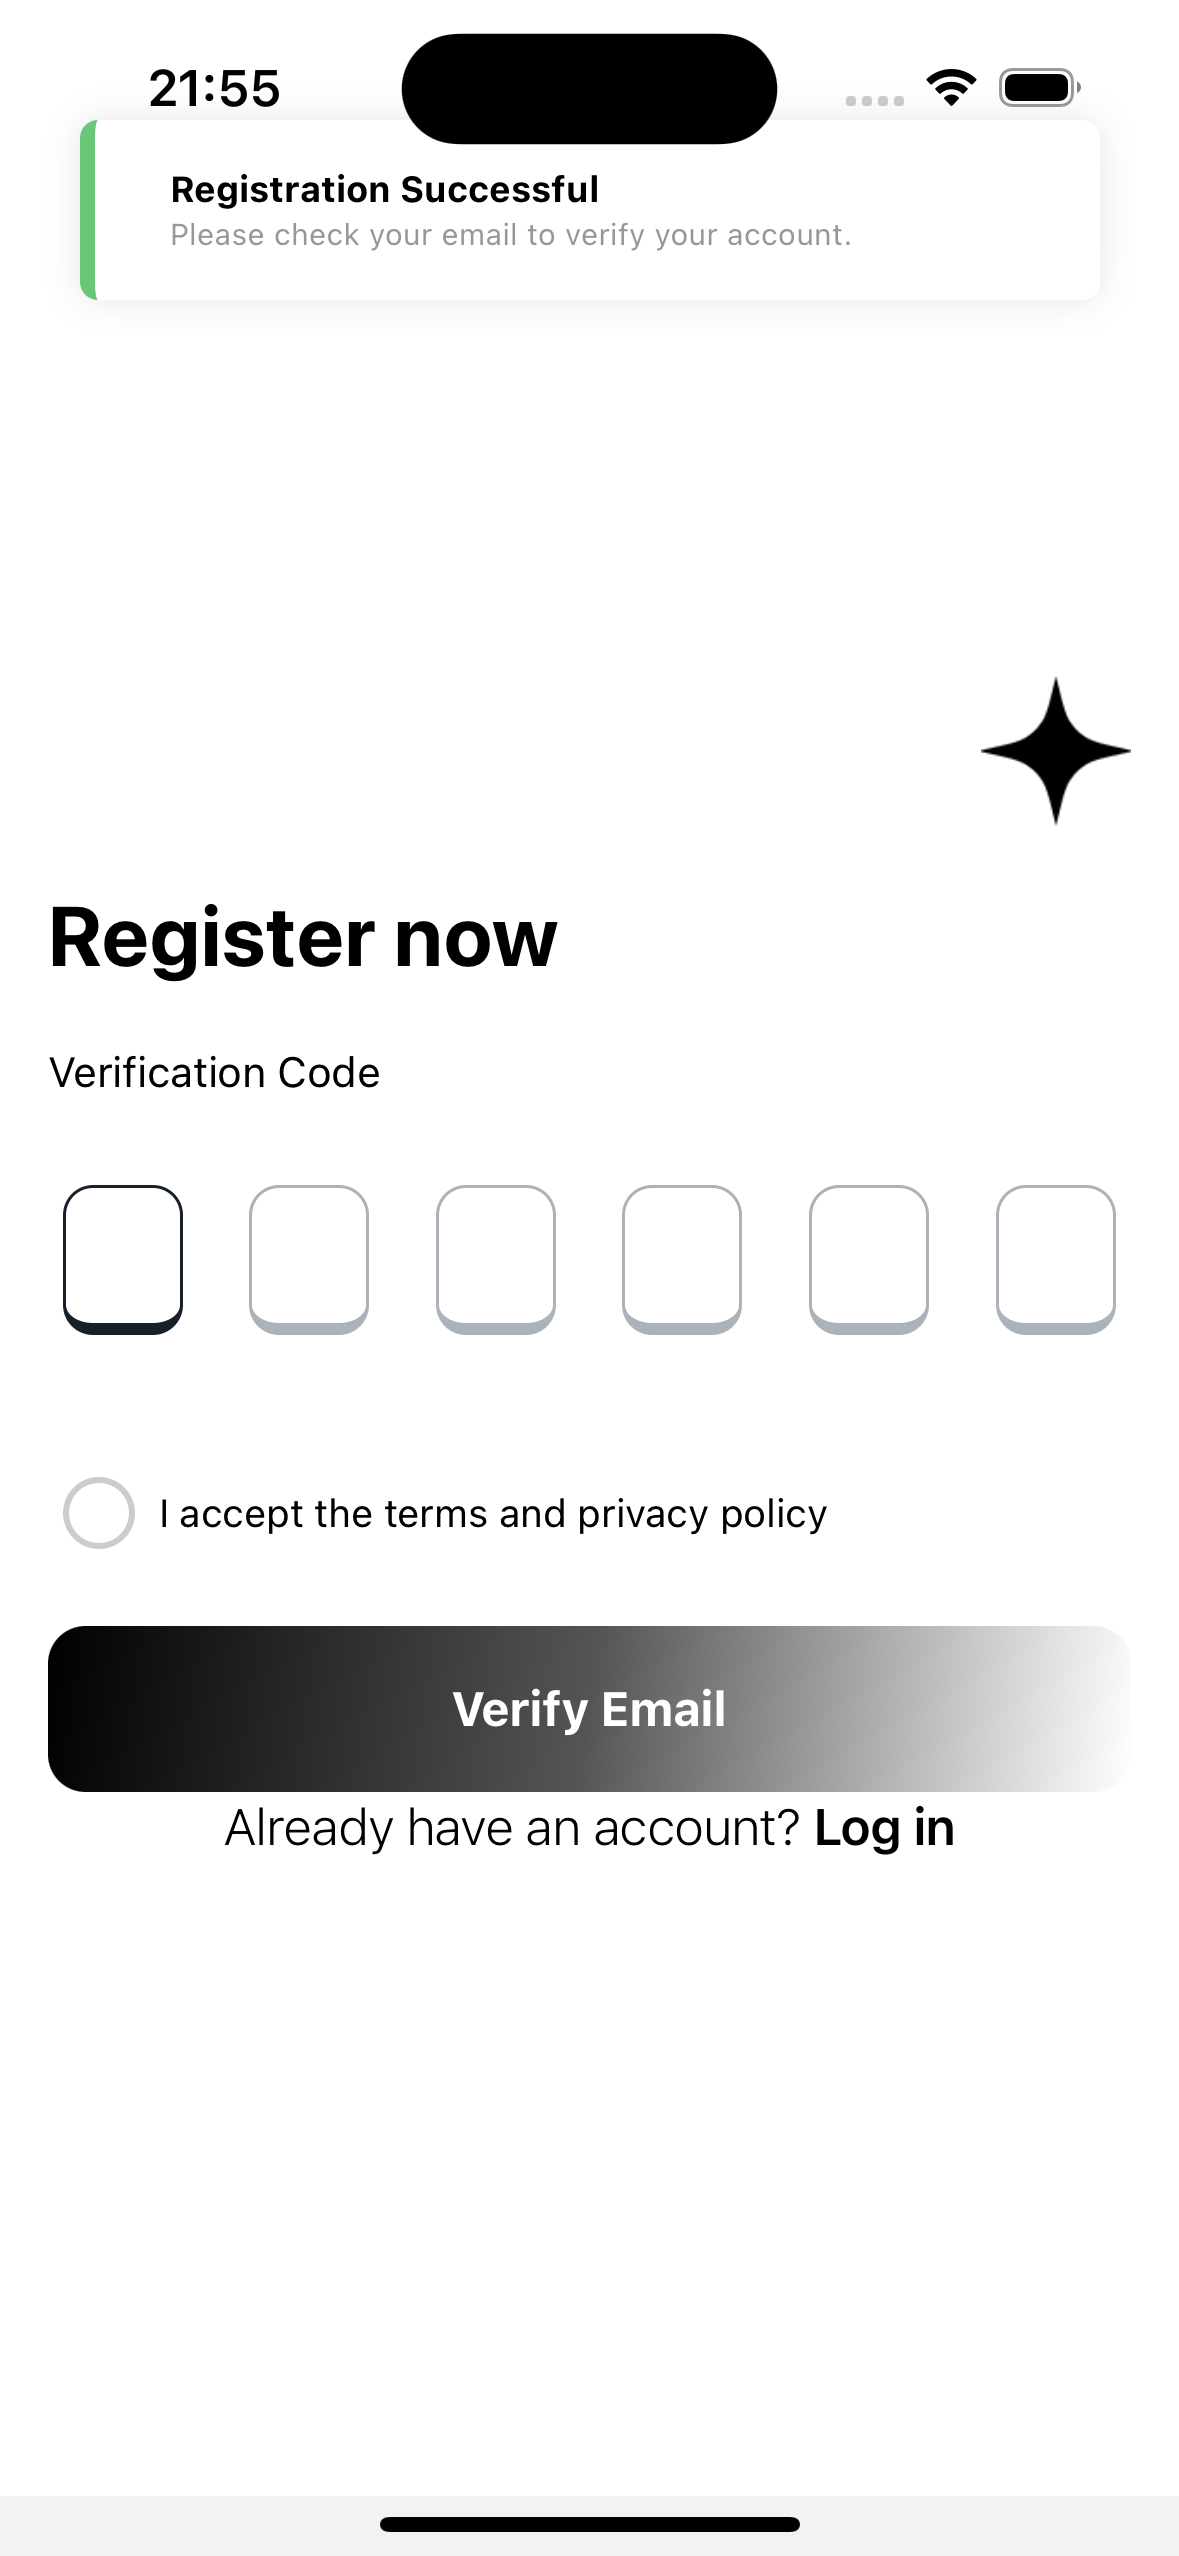 21:55
Registration Successful
Please check your email to verify your account.
Register now
Verification Code
I accept the terms and privacy policy
Verify Email
Already have an account? Log in